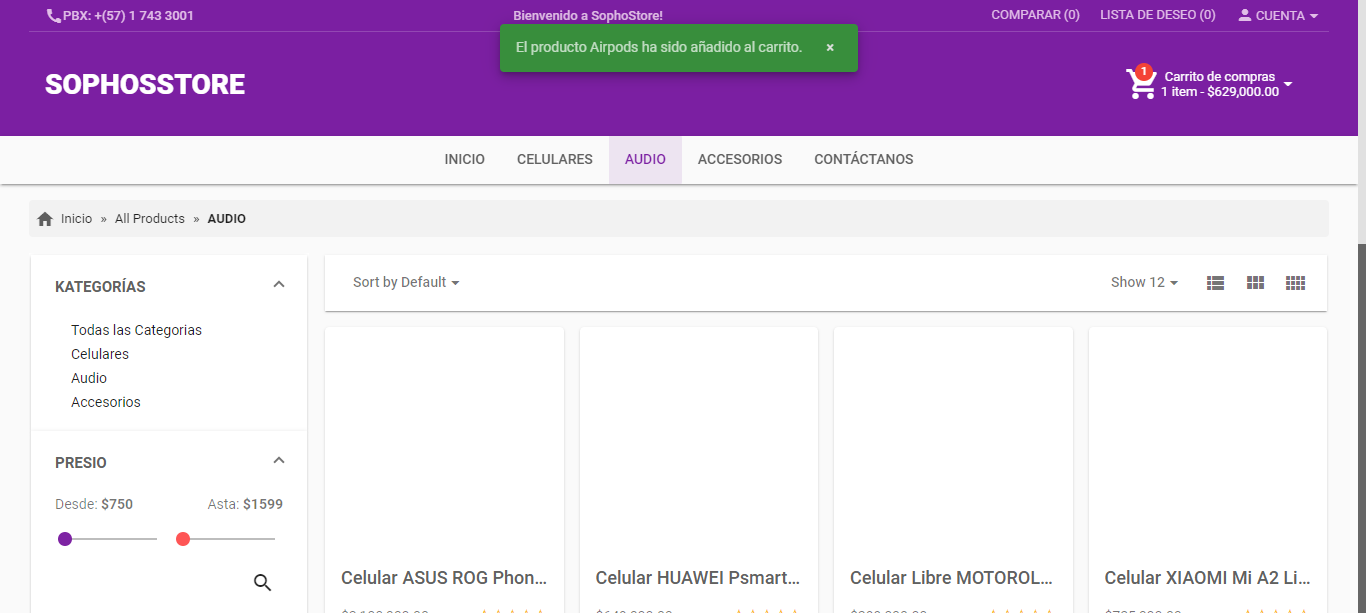 PBX: +(57) 1 743 3001
Bienvenido a SophoStore!
COMPARAR (0)
LISTA DE DESEO (0)
CUENTA
El producto Airpods ha sido añadido al carrito. ×
SOPHOSSTORE
1
Carrito de compras
1 item - $629,000.00
INICIO
CELULARES
AUDIO
ACCESORIOS
CONTÁCTANOS
Inicio » All Products » AUDIO
KATEGORÍAS
Todas las Categorias
Celulares
Audio
Accesorios
PRESIO
Desde: $750
Asta: $1599
Sort by Default
Show 12
Celular ASUS ROG Phon...
Celular HUAWEI Psmart...
Celular Libre MOTOROL...
Celular XIAOMI Mi A2 Li...